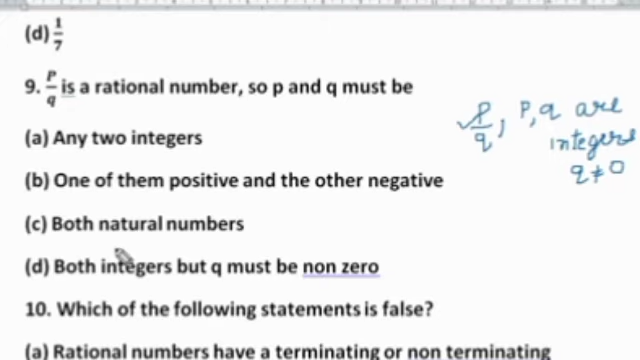 (d) 1/7
9. P/q is a rational number, so p and q must be
(a) Any two integers
(b) One of them positive and the other negative
(c) Both natural numbers
(d) Both integers but q must be non zero
p/q, P,q are
integers
q≠0
10. Which of the following statements is false?
(a) Rational numbers have a terminating or non terminating